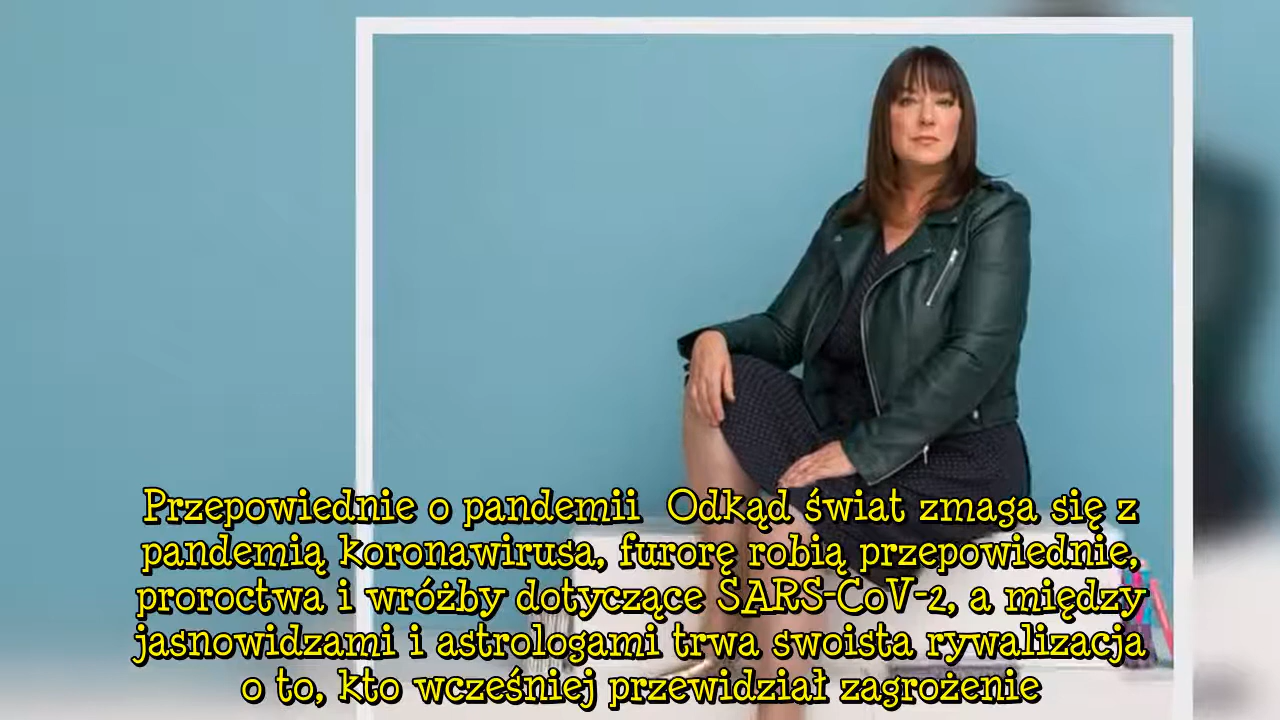 Przepowiednie o pandemii  Odkąd świat zmaga się z
pandemią koronawirusa, furorę robią przepowiednie,
proroctwa i wróżby dotyczące SARS-CoV-2, a między
jasnowidzami i astrologami trwa swoista rywalizacja
o to, kto wcześniej przewidział zagrożenie